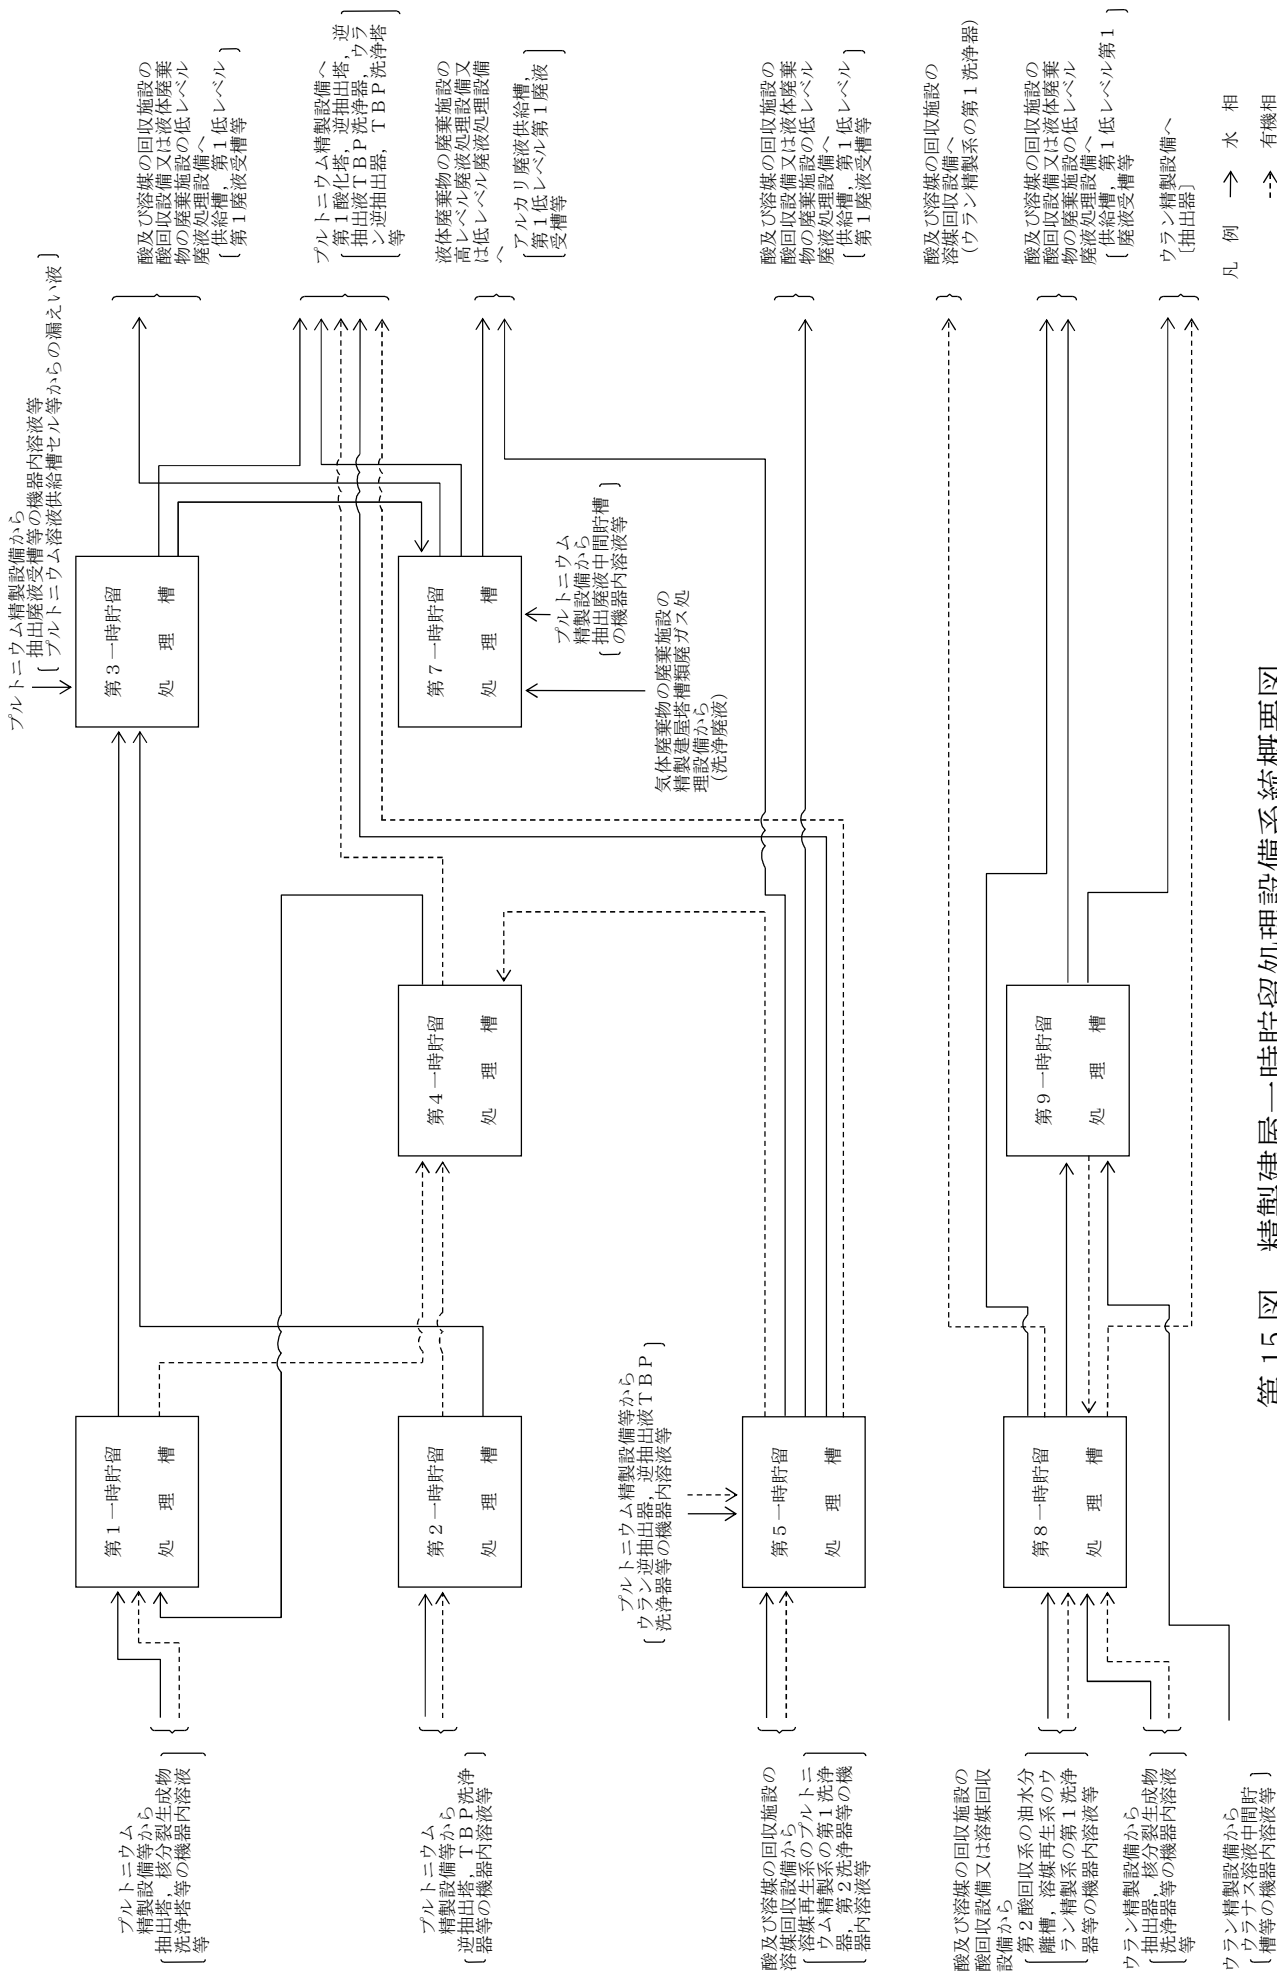 プルトニウム
精製設備等から
抽出塔，核分裂生成物
洗浄塔等の機器内溶液
等
プルトニウム
精製設備等から
逆抽出塔，ＴＢＰ洗浄
器等の機器内溶液等
酸及び溶媒の回収施設の
溶媒回収設備から
溶媒再生系のプルトニ
ウム精製系の第１洗浄
器，第２洗浄器等の機
器内溶液等
酸及び溶媒の回収施設の
酸回収設備又は溶媒回収
設備から
第２酸回収系の油水分
離槽，溶媒再生系のウ
ラン精製系の第１洗浄
器等の機器内溶液等
ウラン精製設備から
抽出器，核分裂生成物
洗浄器等の機器内溶液
等
ウラン精製設備から
ウラナス溶液中間貯
槽等の機器内溶液等
第１一時貯留
処理槽
第２一時貯留
処理槽
プルトニウム精製設備等から
ウラン逆抽出器，逆抽出液ＴＢＰ
洗浄器等の機器内溶液等
第５一時貯留
処理槽
第８一時貯留
処理槽
第４一時貯留
処理槽
第９一時貯留
処理槽
プルトニウム精製設備から
抽出廃液受槽等の機器内溶液等
プルトニウム溶液供給槽セル等からの漏えい液
第３一時貯留
処理槽
第７一時貯留
処理槽
プルトニウム
精製設備から
抽出廃液中間貯槽
の機器内溶液等
気体廃棄物の廃棄施設の
精製建屋塔槽類廃ガス処
理設備から
（洗浄廃液）
酸及び溶媒の回収施設の
酸回収設備又は液体廃棄
物の廃棄施設の低レベル
廃液処理設備へ
供給槽，第１低レベル
第１廃液受槽等
プルトニウム精製設備へ
第１酸化塔，逆抽出塔，逆
抽出液ＴＢＰ洗浄器，ウラ
ン逆抽出器，ＴＢＰ洗浄塔
等
液体廃棄物の廃棄施設の
高レベル廃液処理設備又
は低レベル廃液処理設備
へ
アルカリ廃液供給槽，
第１低レベル第１廃液
受槽等
酸及び溶媒の回収施設の
酸回収設備又は液体廃棄
物の廃棄施設の低レベル
廃液処理設備へ
供給槽，第１低レベル
第１廃液受槽等
酸及び溶媒の回収施設の
溶媒回収設備へ
（ウラン精製系の第１洗浄器）
酸及び溶媒の回収施設の
酸回収設備又は液体廃棄
物の廃棄施設の低レベル
廃液処理設備へ
供給槽，第１低レベル第１
廃液受槽等
ウラン精製設備へ
［抽出器］
凡例 → 水相
--→ 有機相
第15図 精製建屋一時貯留処理設備系統概要図